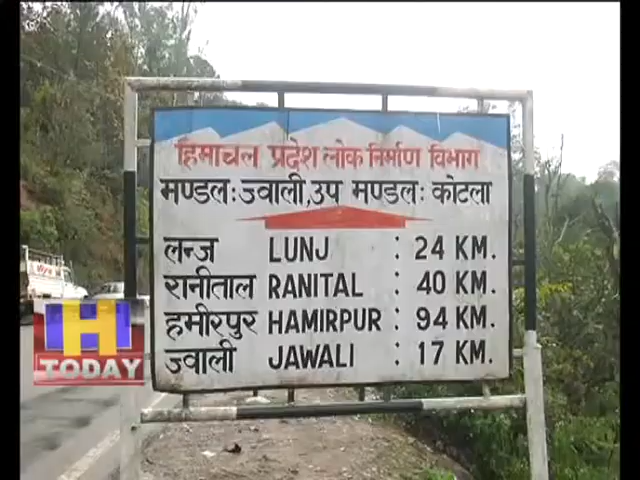 हिमाचल प्रदेश लोक निर्माण विभाग
मण्डल: ज्वाली, उप मण्डल: कोटला
लन्ज LUNJ : 24 KM.
रानीताल RANITAL : 40 KM.
हमीरपुर HAMIRPUR : 94 KM.
ज्वाली JAWALI : 17 KM.
H
TODAY